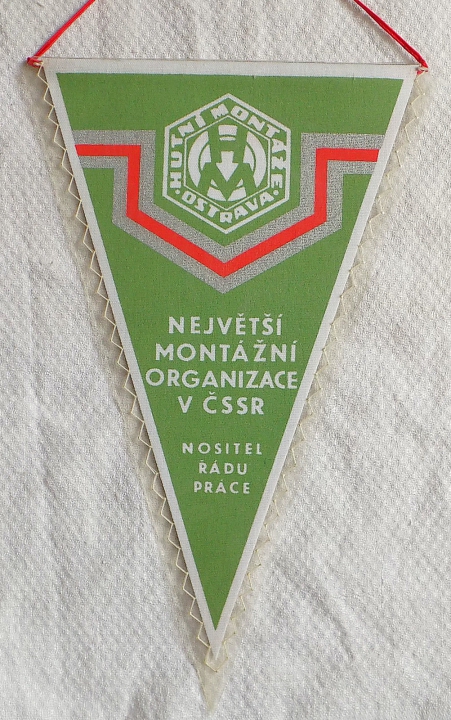 HUTNÍ MONTÁŽE
OSTRAVA
NEJVĚTŠÍ
MONTÁŽNÍ
ORGANIZACE
V ČSSR
NOSITEL
ŘÁDU
PRÁCE